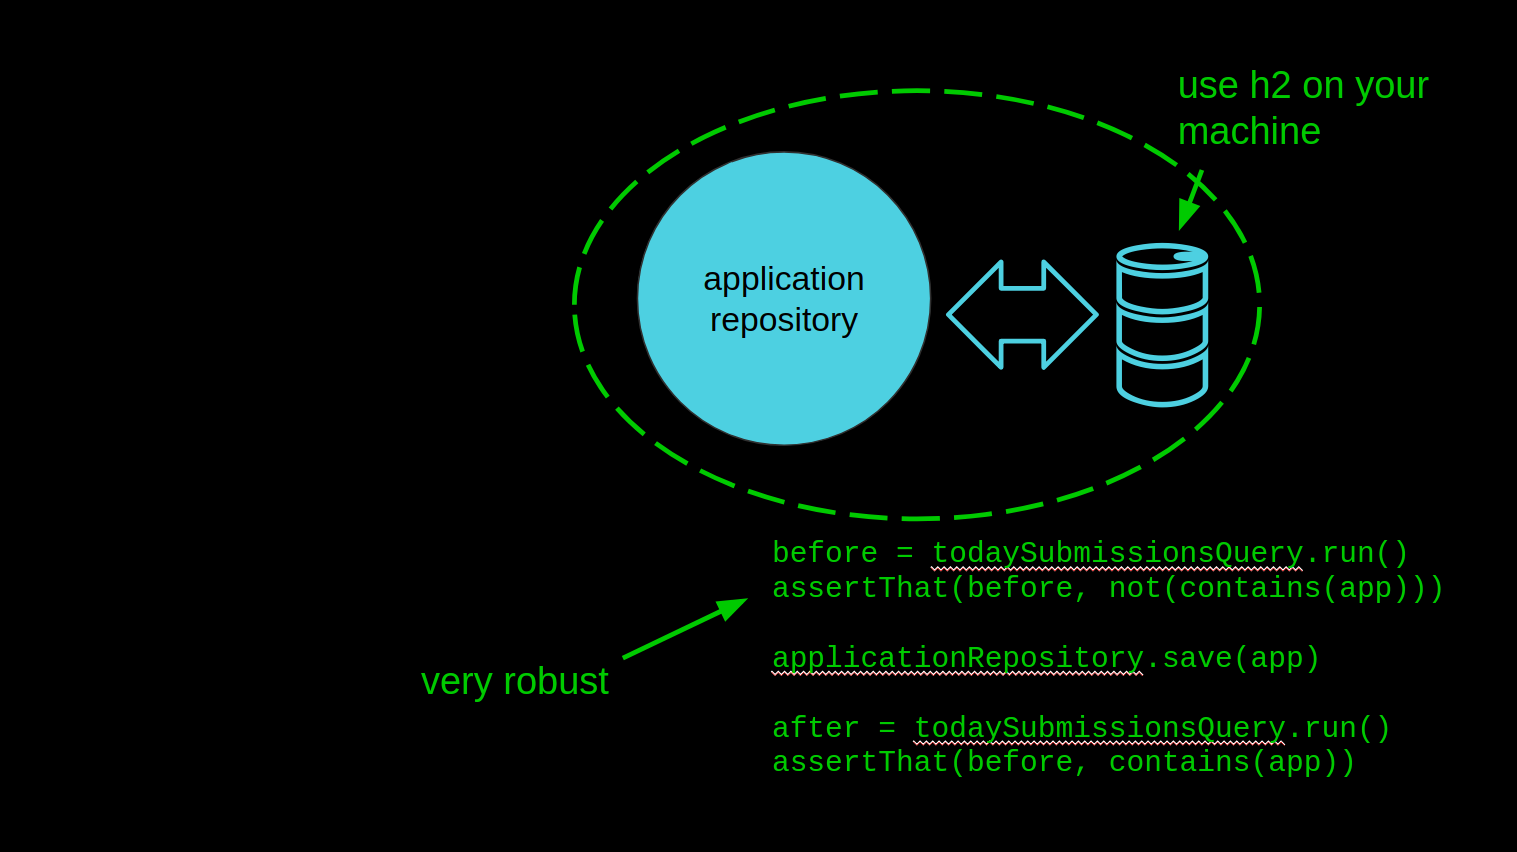 use h2 on your
machine
application
repository
before = todaySubmissionsQuery.run()
assertThat(before, not(contains(app)))
applicationRepository.save(app)
very robust
after = todaySubmissionsQuery.run()
assertThat(before, contains(app))